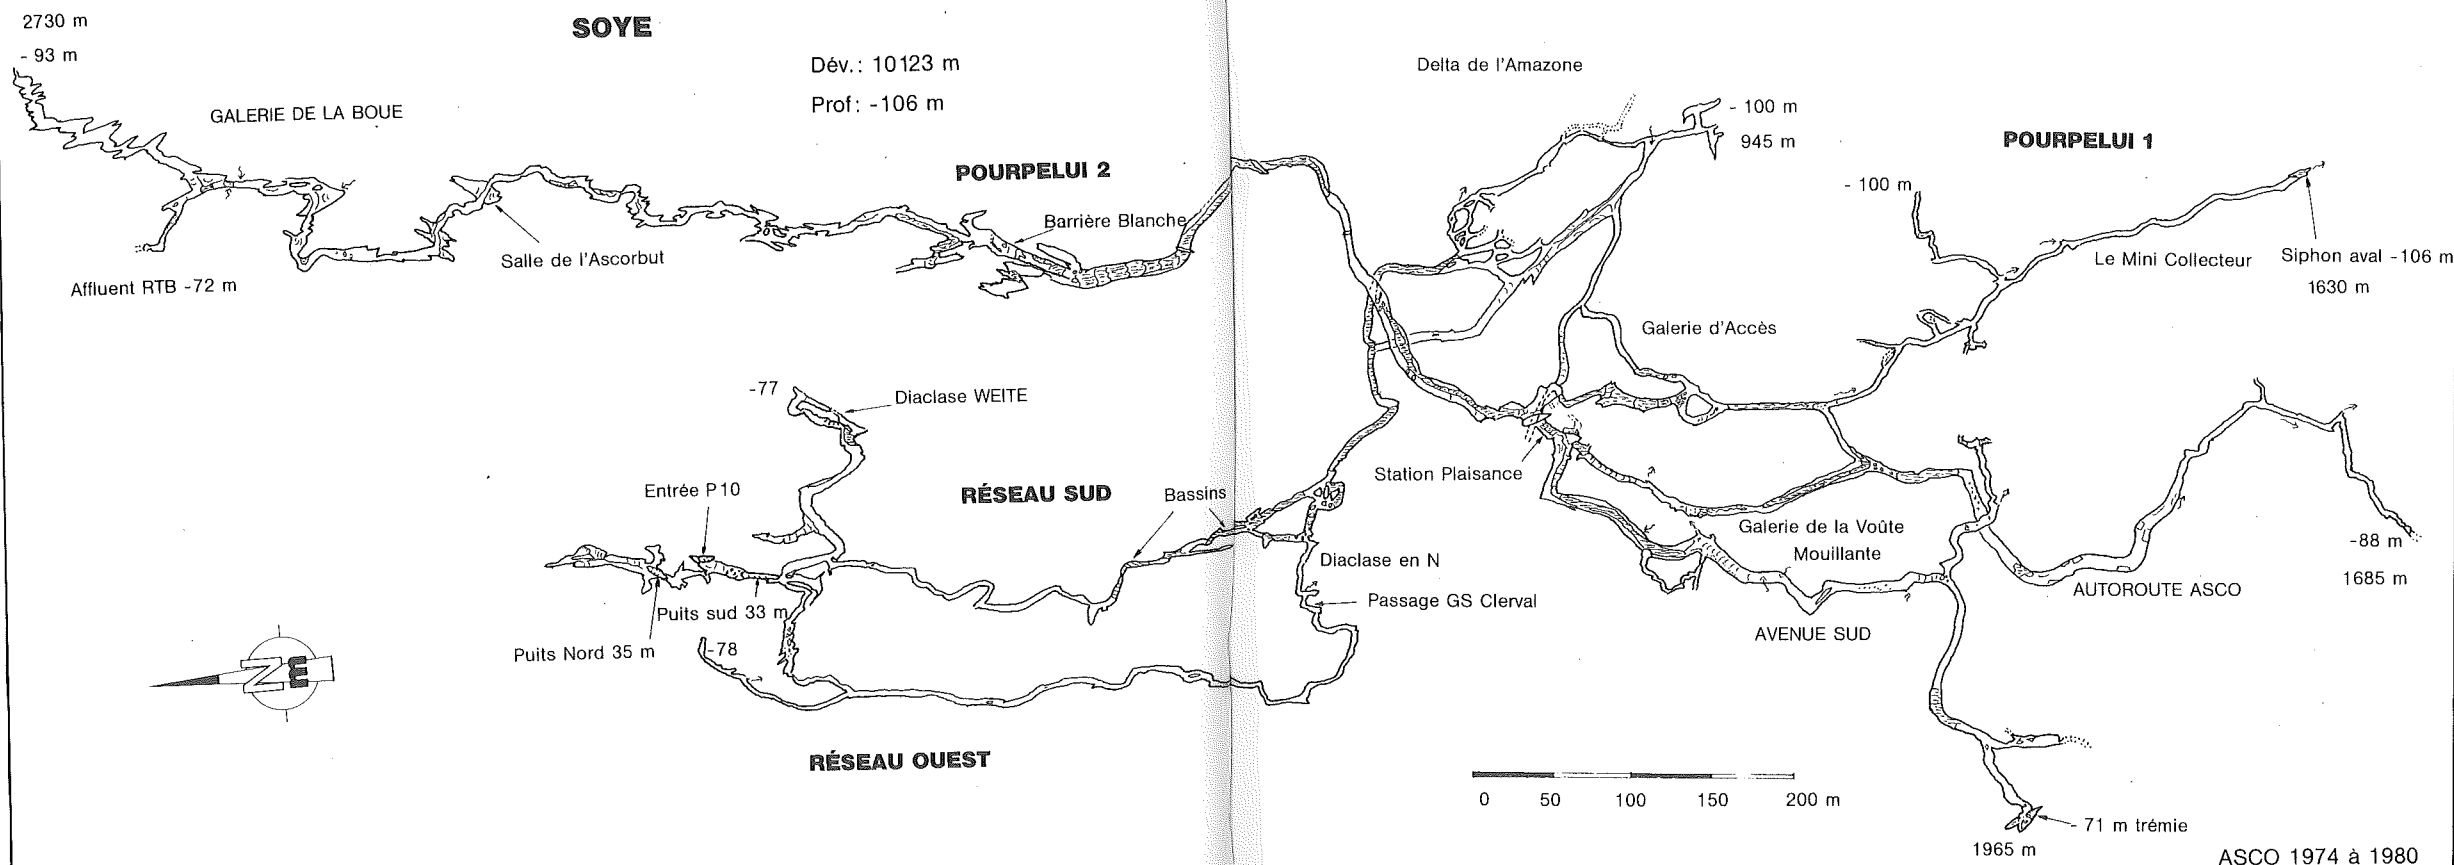 2730 m
- 93 m
SOYE
Dév.: 10123 m
Prof: -106 m
GALERIE DE LA BOUE
POURPELUI 2
Barrière Blanche
Salle de l'Ascorbut
Affluent RTB -72 m
Delta de l'Amazone
- 100 m
945 m
POURPELUI 1
- 100 m
Le Mini Collecteur
Siphon aval -106 m
1630 m
Galerie d'Accès
-77
Diaclase WEITE
Entrée P10
RÉSEAU SUD
Bassins
Station Plaisance
Galerie de la Voûte
Mouillante
Diaclase en N
Passage GS Clerval
-88 m
1685 m
AUTOROUTE ASCO
AVENUE SUD
Puits sud 33 m
Puits Nord 35 m
-78
NE
RÉSEAU OUEST
0 50 100 150 200 m
- 71 m trémie
1965 m
ASCO 1974 à 1980